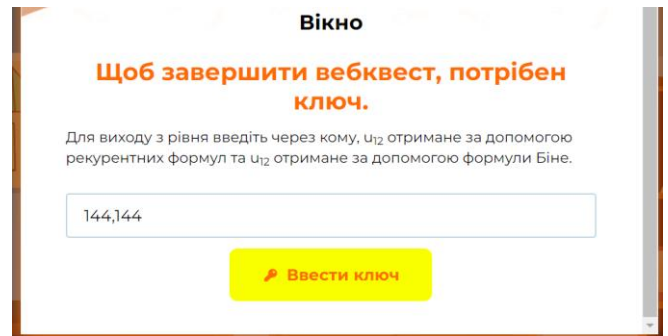 Вікно
Щоб завершити вебквест, потрібен
ключ.
Для виходу з рівня введіть через кому, u₁₂ отримане за допомогою
рекурентних формул та u₁₂ отримане за допомогою формули Біне.
144,144
Ввести ключ